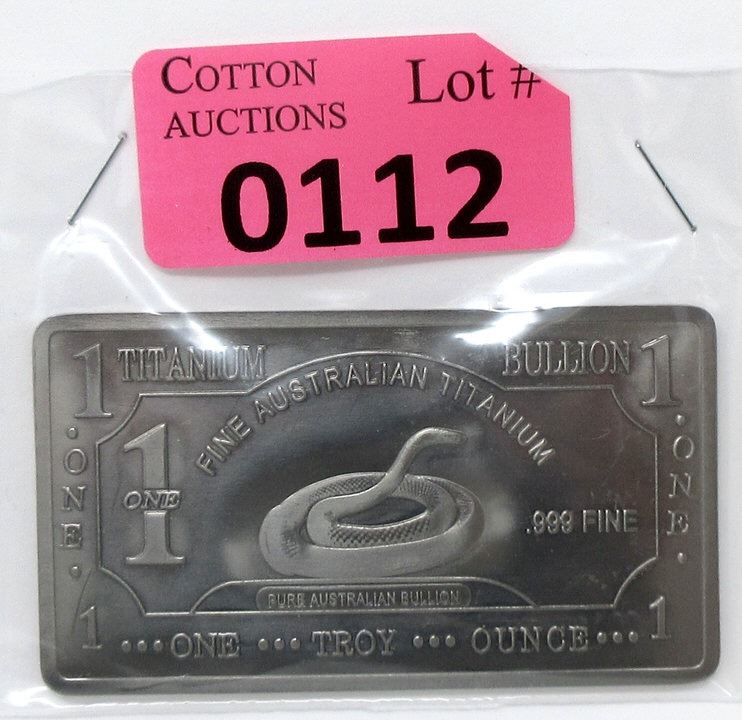 COTTON
AUCTIONS
Lot #
0112
1 TITANIUM BULLION 1
FINE AUSTRALIAN TITANIUM
1
ONE
.999 FINE
PURE AUSTRALIAN BULLION
·ONE·
·ONE·
1 ···ONE ··· TROY ··· OUNCE··· 1